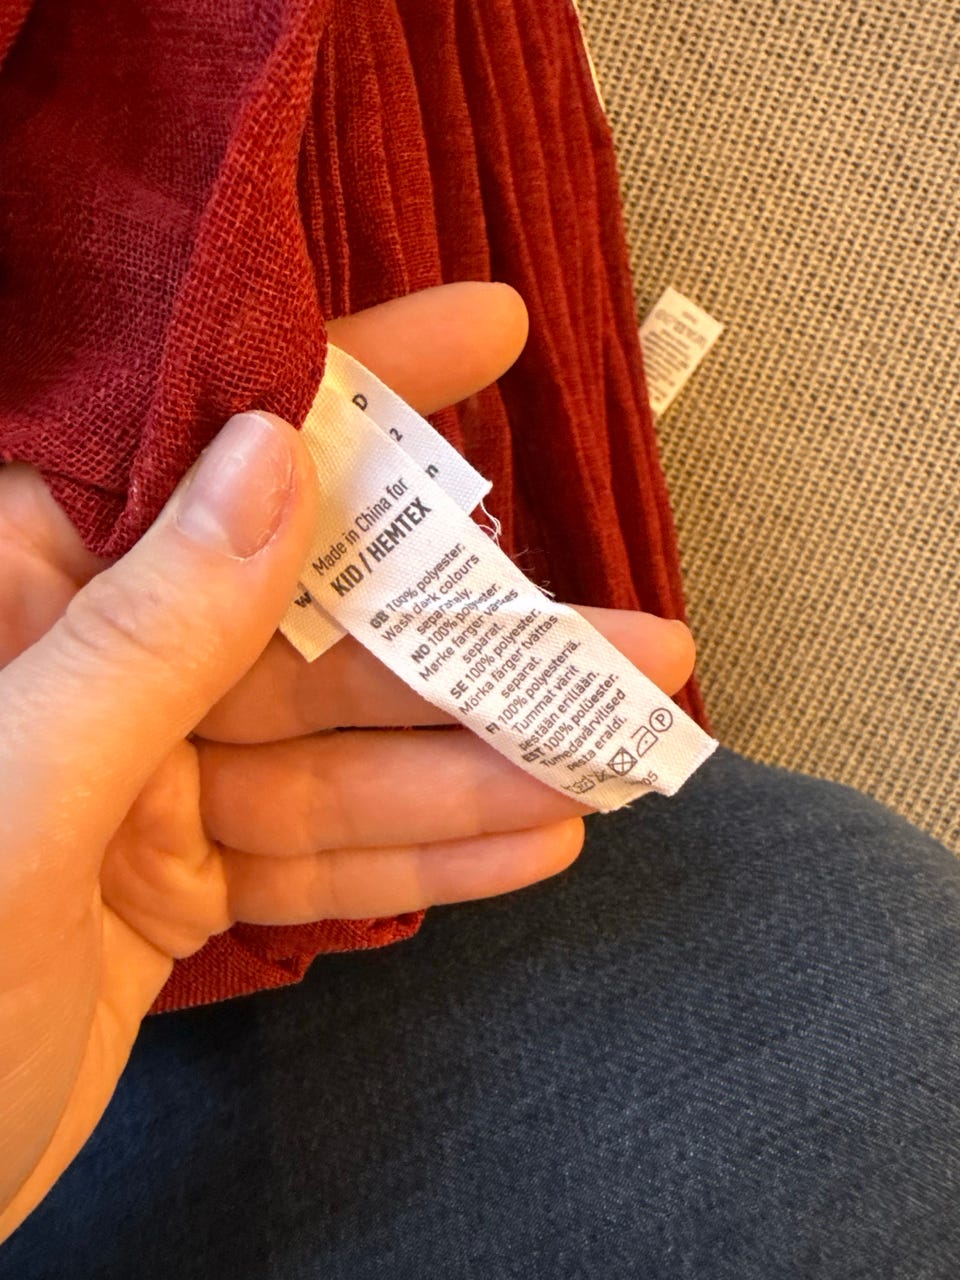 D
2
m
Made in China for
KID / HEMTEX
GB 100% polyester.
Wash dark colours
separately.
NO 100% polyester.
Mørke farger vaskes
separat.
SE 100% polyester.
Mörka färger tvättas
separat.
FI 100% polyesteriä.
Tummat värit
pestään erillään.
EST 100% polüester.
Tumedavärvilised
pesta eraldi.
P
05
w